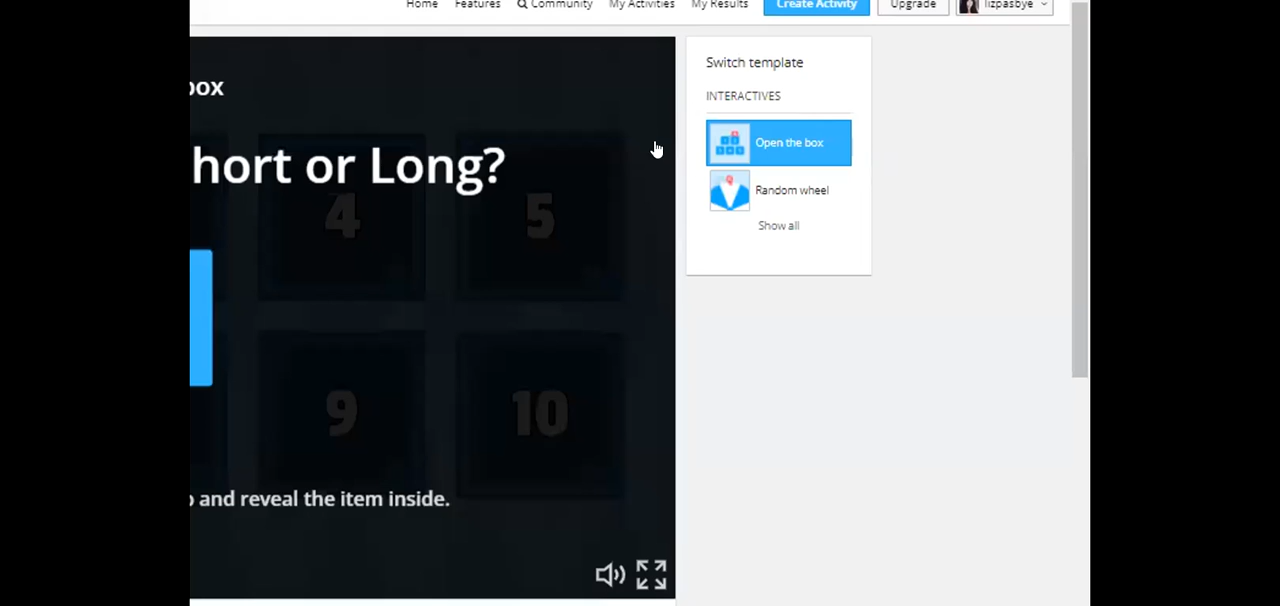 Home Features Community My Activities My Results Create Activity Upgrade lizpasbye
box
hort or Long?
4 5
9 10
and reveal the item inside.
Switch template
INTERACTIVES
Open the box
Random wheel
Show all